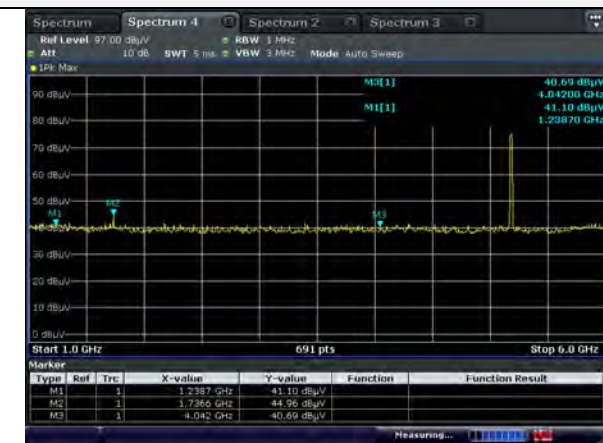 Spectrum Spectrum 4 Spectrum 2 Spectrum 3
Ref Level 97.00 dBµV RBW 1 MHz
Att 10 dB SWT 5 ms VBW 3 MHz Mode Auto Sweep
1Pk Max
M3[1] 40.69 dBµV
4.04200 GHz
M1[1] 41.10 dBµV
1.23870 GHz
90 dBµV
80 dBµV
70 dBµV
60 dBµV
50 dBµV
M1 M2 M3
30 dBµV
20 dBµV
10 dBµV
0 dBµV
Start 1.0 GHz 691 pts Stop 6.0 GHz
Marker
Type Ref Trc X-value Y-value Function Function Result
M1 1 1.2387 GHz 41.10 dBµV
M2 1 1.7366 GHz 44.96 dBµV
M3 1 4.042 GHz 40.69 dBµV
Measuring...